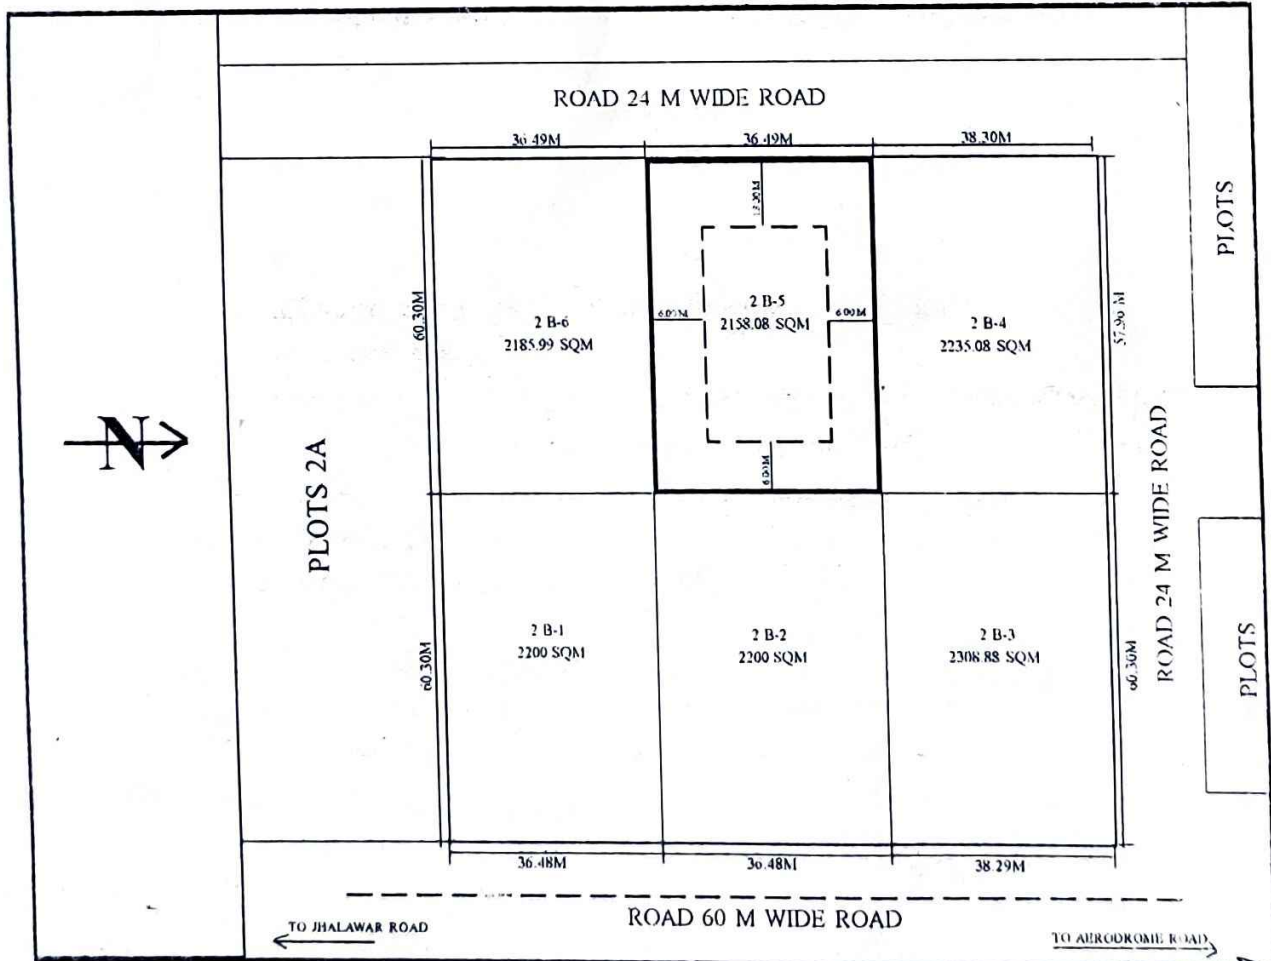 ROAD 24 M WIDE ROAD
36.49M
36.49M
38.30M
PLOTS
60.30M
6.00M
2 B-5
2158.08 SQM
6.00M
2 B-6
2185.99 SQM
2 B-4
2235.08 SQM
57.96 M
N
PLOTS 2A
6.00M
ROAD 24 M WIDE ROAD
60.30M
2 B-1
2200 SQM
2 B-2
2200 SQM
2 B-3
2308.88 SQM
60.30M
PLOTS
36.48M
36.48M
38.29M
ROAD 60 M WIDE ROAD
TO JHALAWAR ROAD
TO AERODROME ROAD